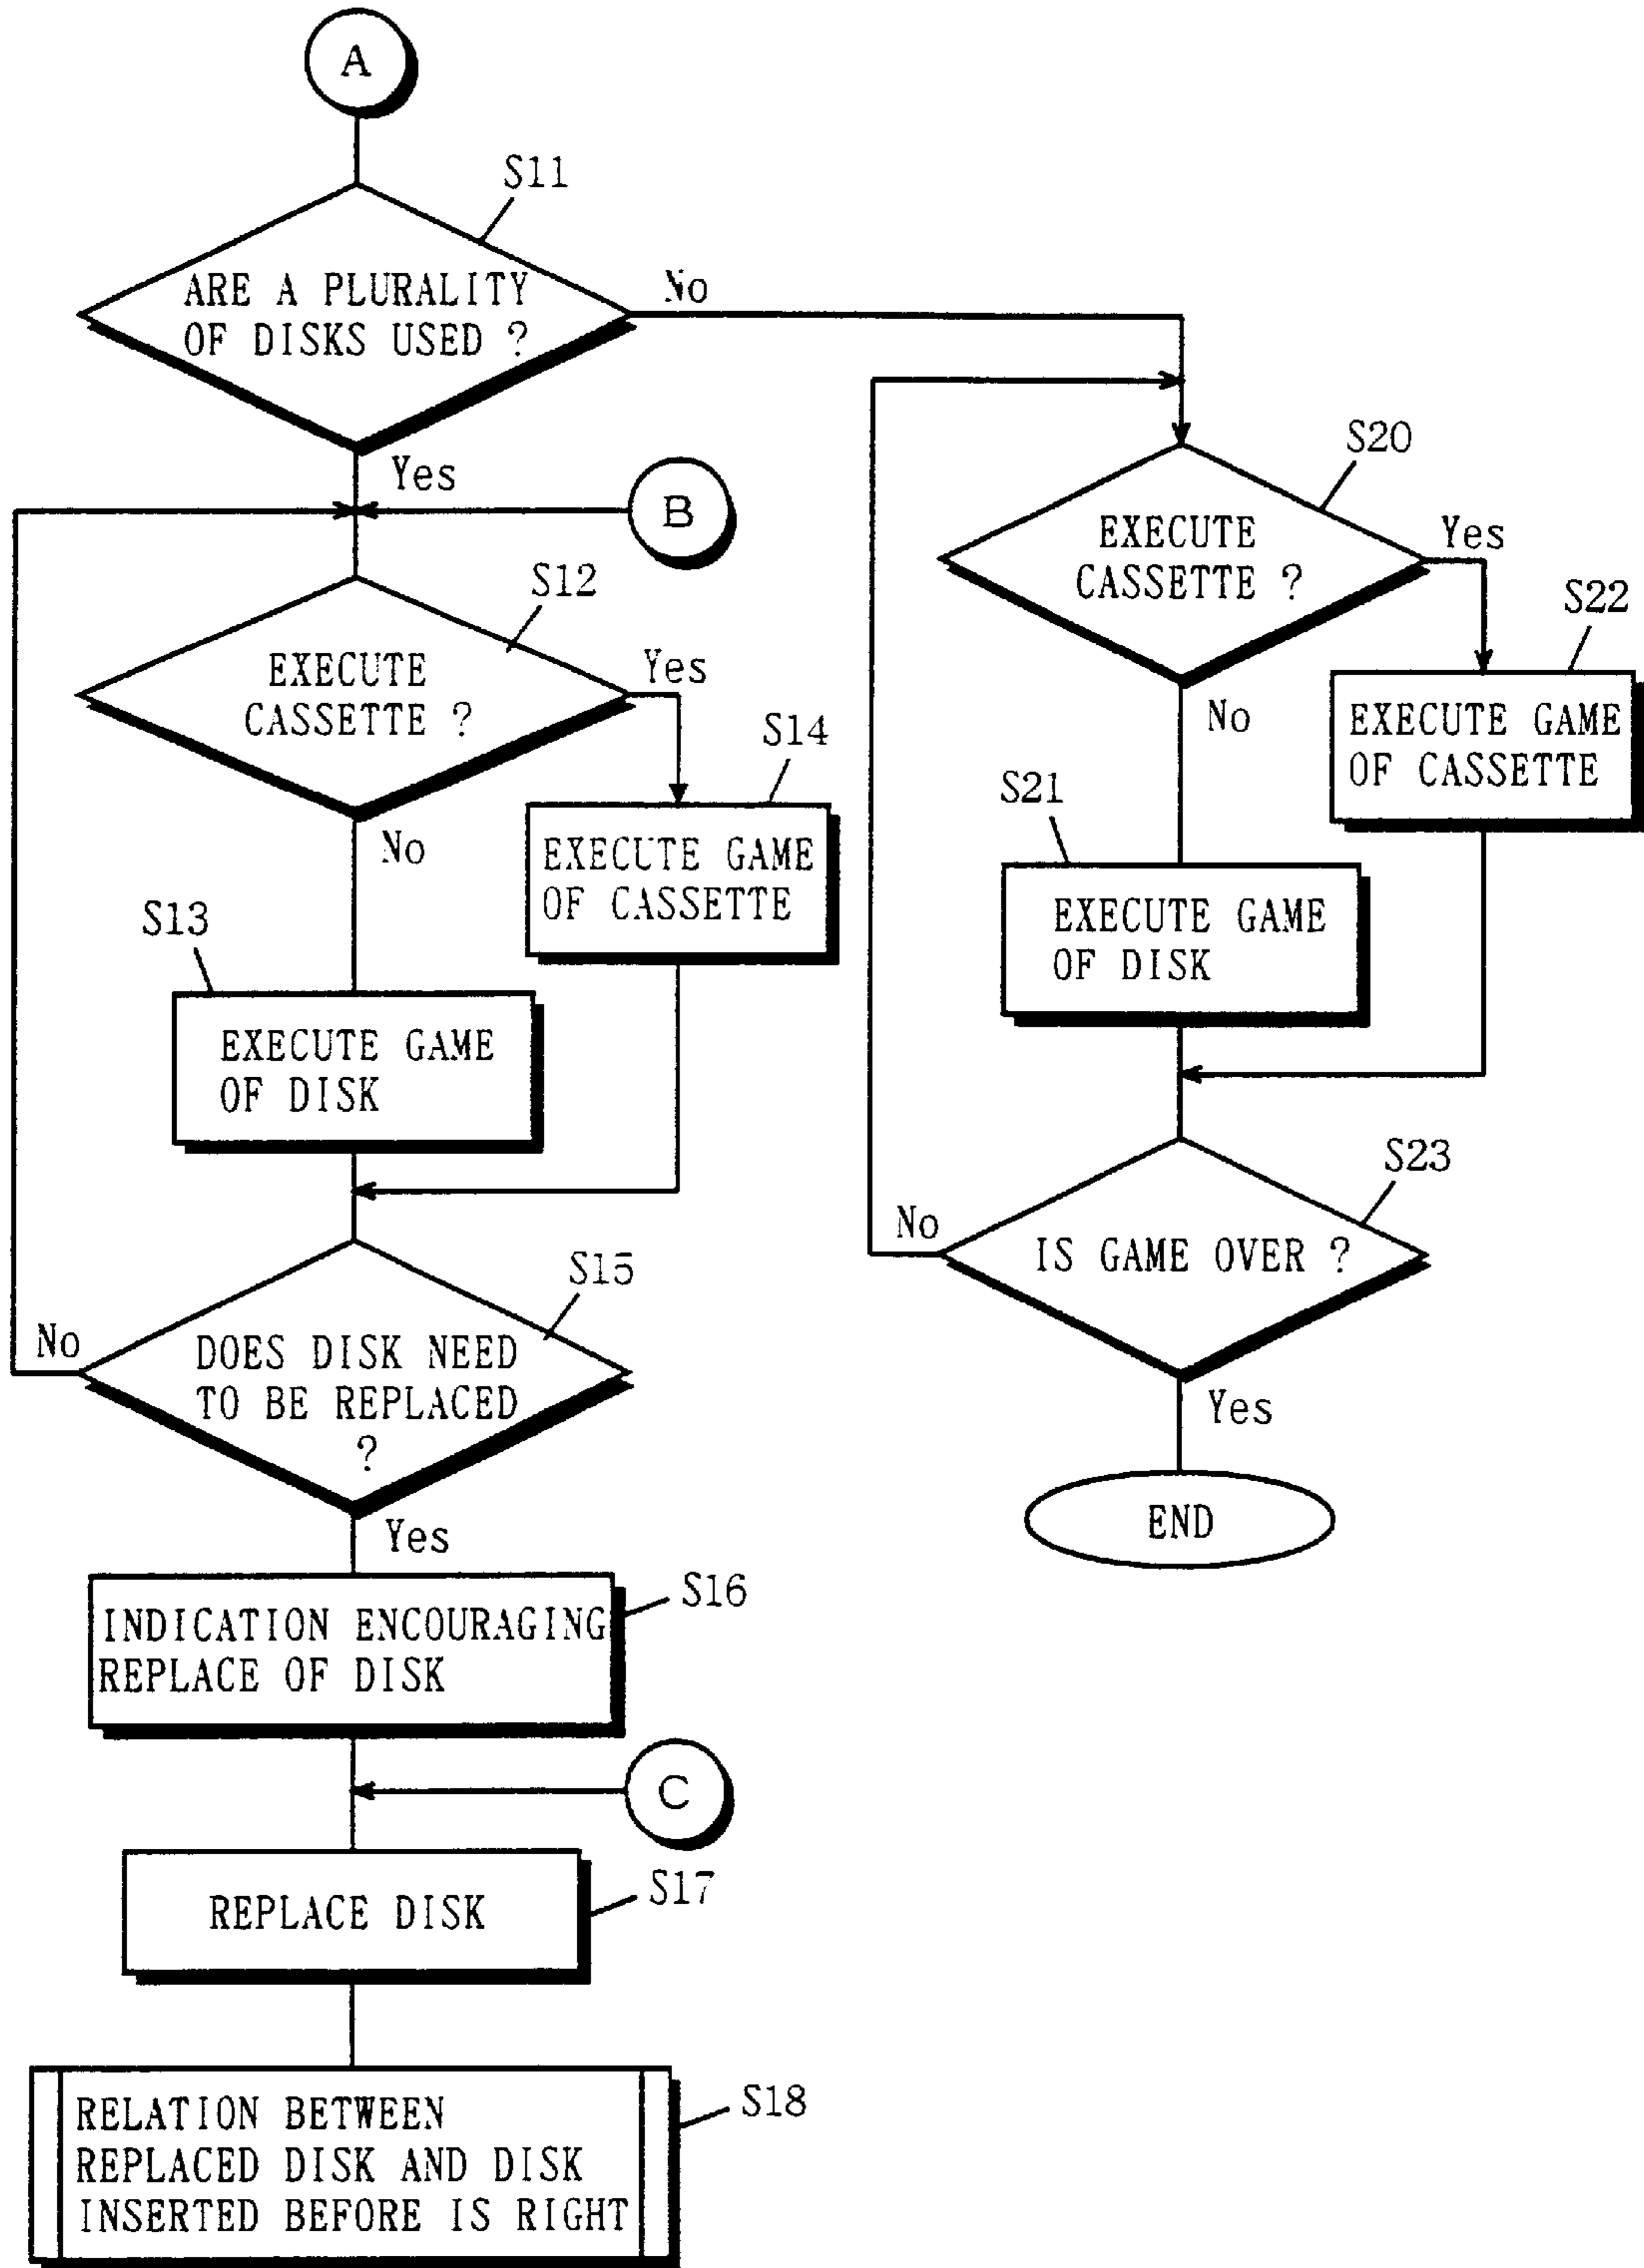 A
S11
ARE A PLURALITY
OF DISKS USED ?
No
Yes
B
S12
EXECUTE
CASSETTE ?
Yes
No
S14
EXECUTE GAME
OF CASSETTE
S13
EXECUTE GAME
OF DISK
S15
DOES DISK NEED
TO BE REPLACED
?
No
Yes
S16
INDICATION ENCOURAGING
REPLACE OF DISK
C
S17
REPLACE DISK
S18
RELATION BETWEEN
REPLACED DISK AND DISK
INSERTED BEFORE IS RIGHT
S20
EXECUTE
CASSETTE ?
Yes
No
S22
EXECUTE GAME
OF CASSETTE
S21
EXECUTE GAME
OF DISK
S23
IS GAME OVER ?
No
Yes
END